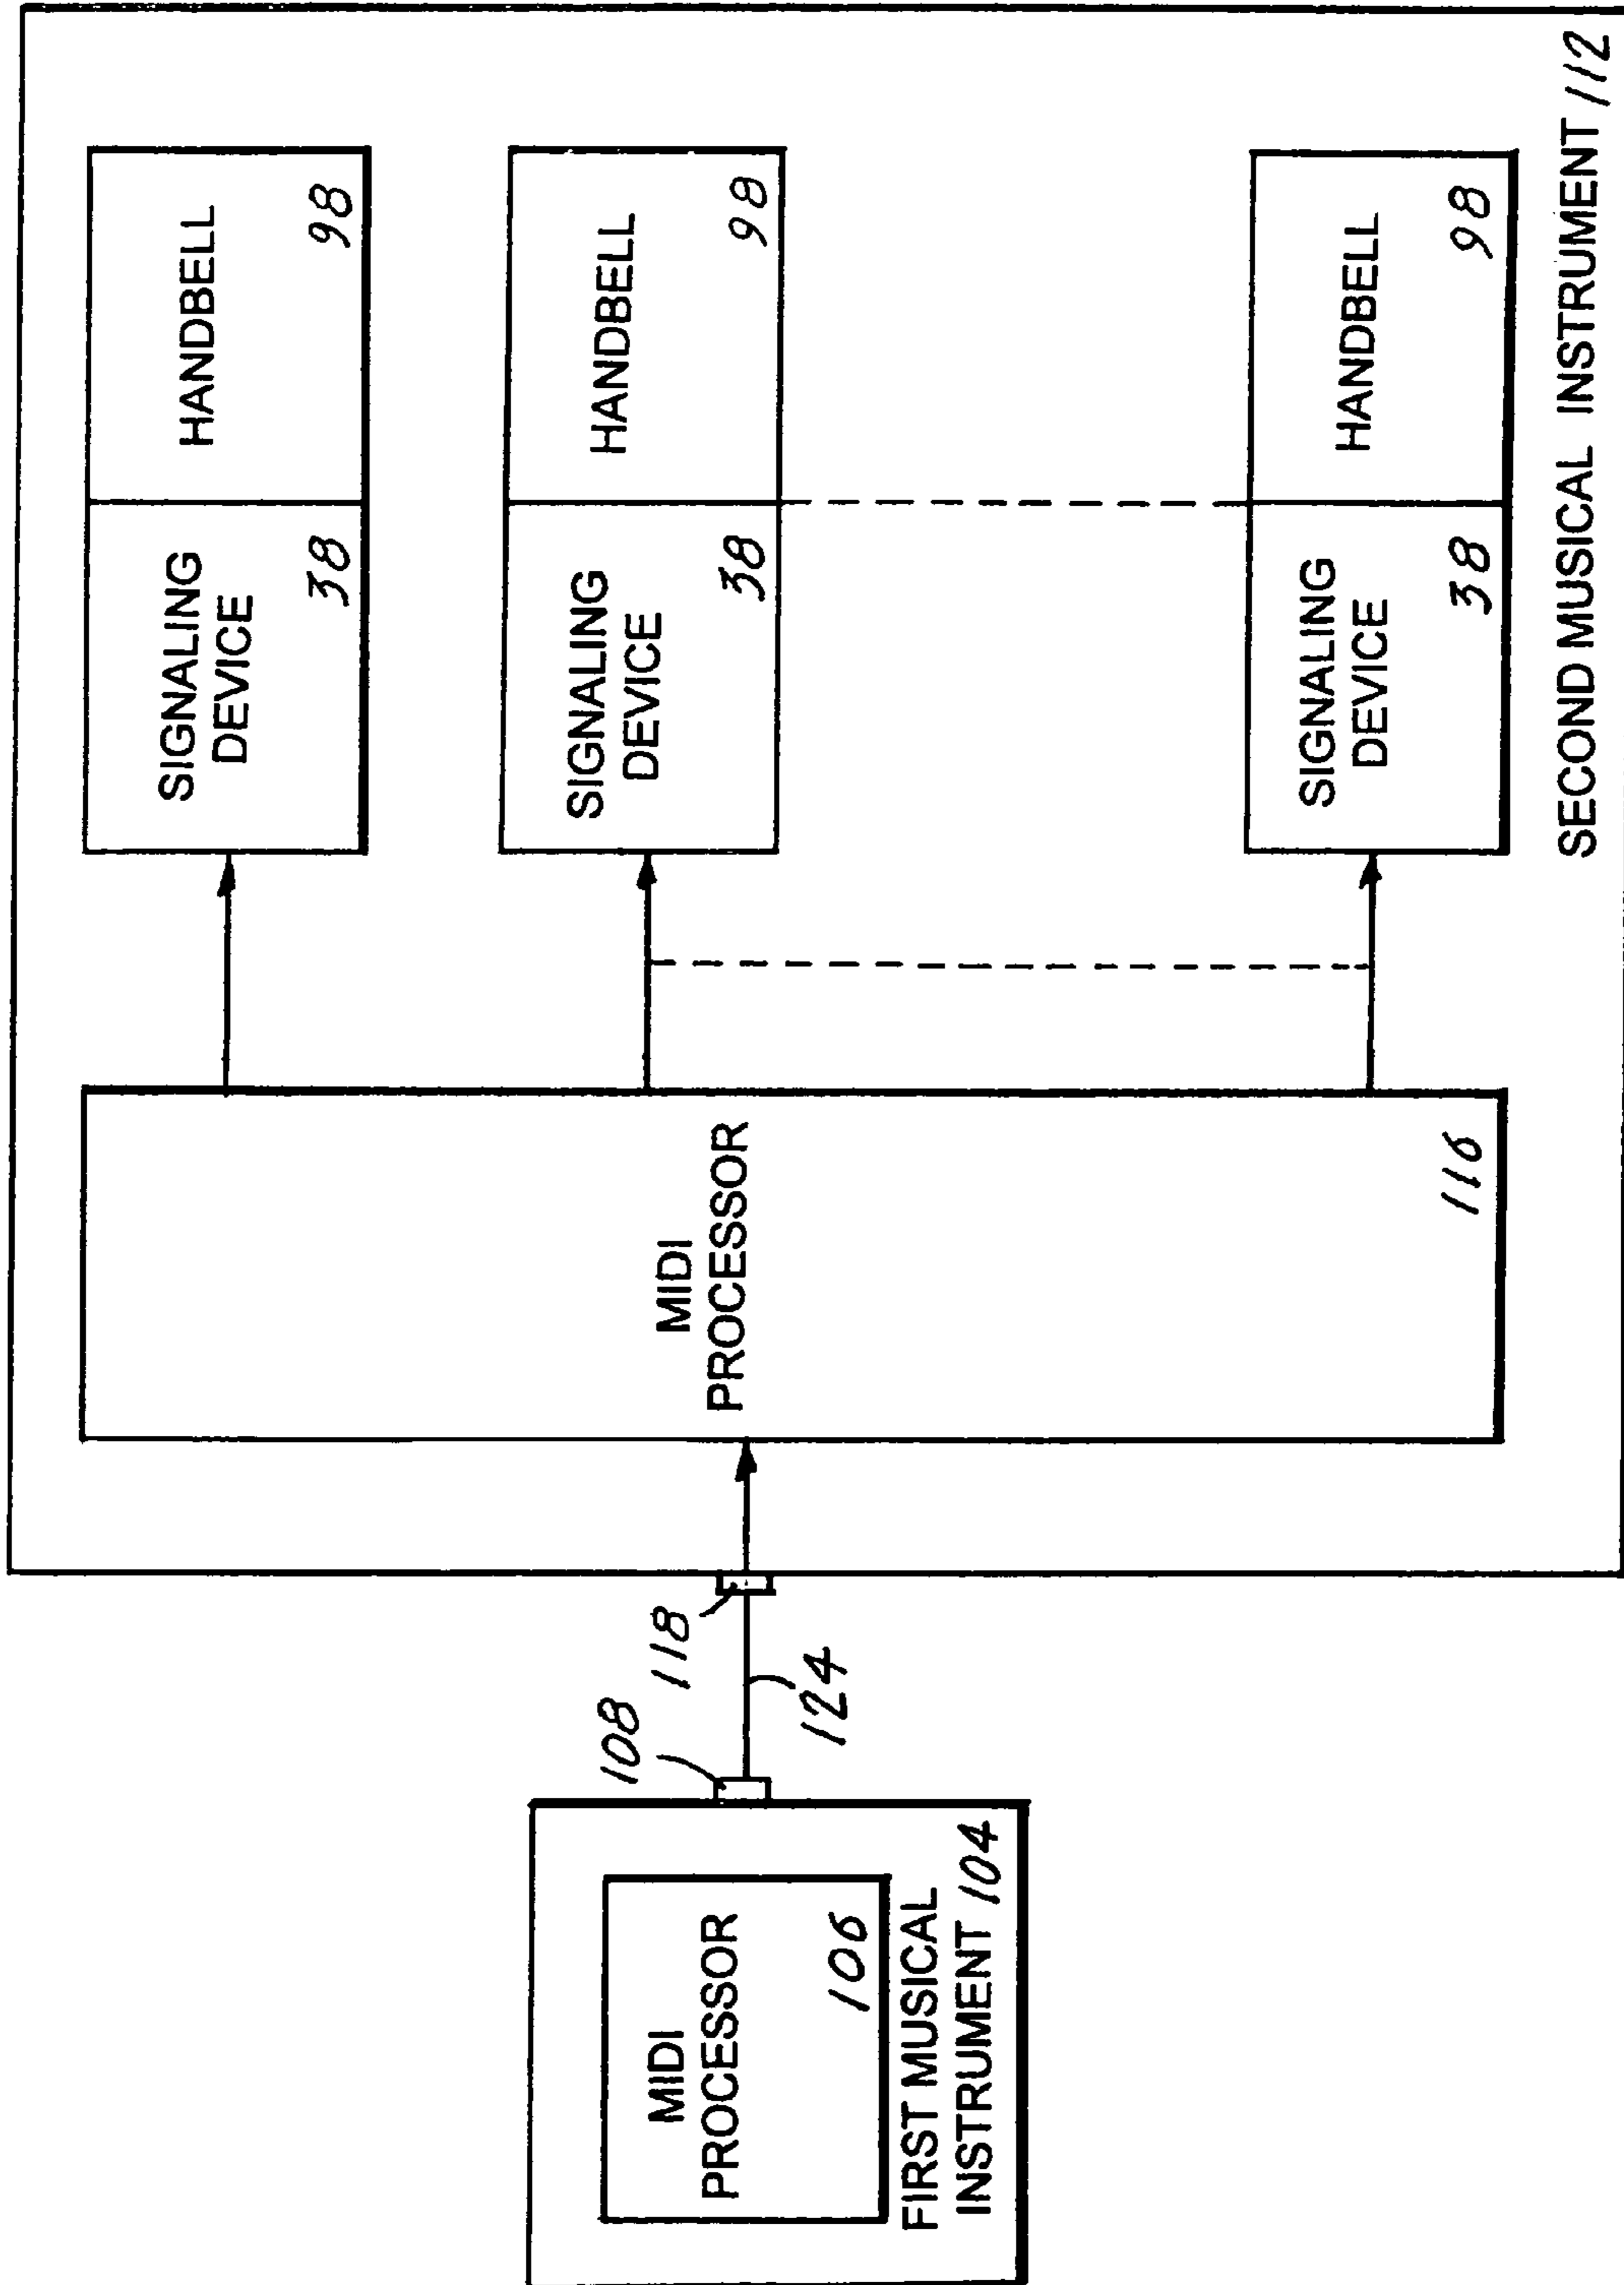 MIDI
PROCESSOR
106
FIRST MUSICAL
INSTRUMENT 104
108
118
124
MIDI
PROCESSOR
116
SIGNALING
DEVICE
38
HANDBELL
98
SIGNALING
DEVICE
38
HANDBELL
98
SIGNALING
DEVICE
38
HANDBELL
98
SECOND MUSICAL INSTRUMENT 112